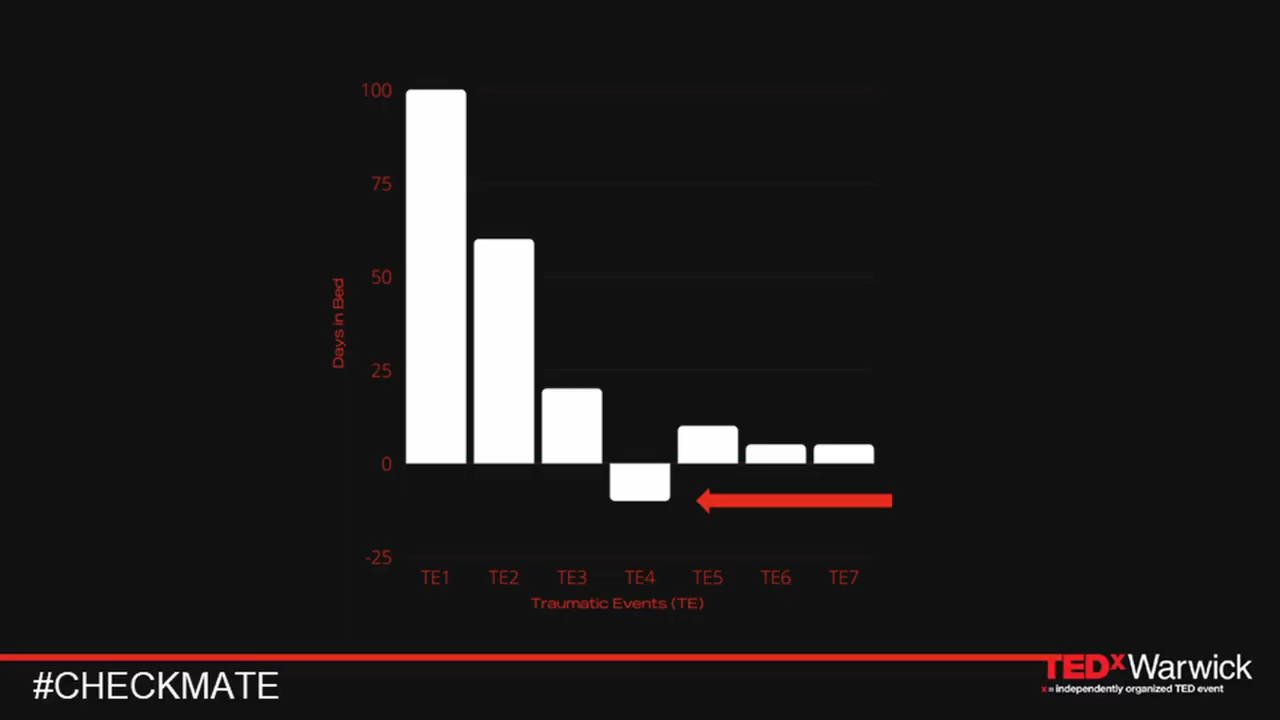 100
75
50
25
0
-25
Days in Bed
TE1 TE2 TE3 TE4 TE5 TE6 TE7
Traumatic Events (TE)
#CHECKMATE
TEDxWarwick
x = independently organized TED event